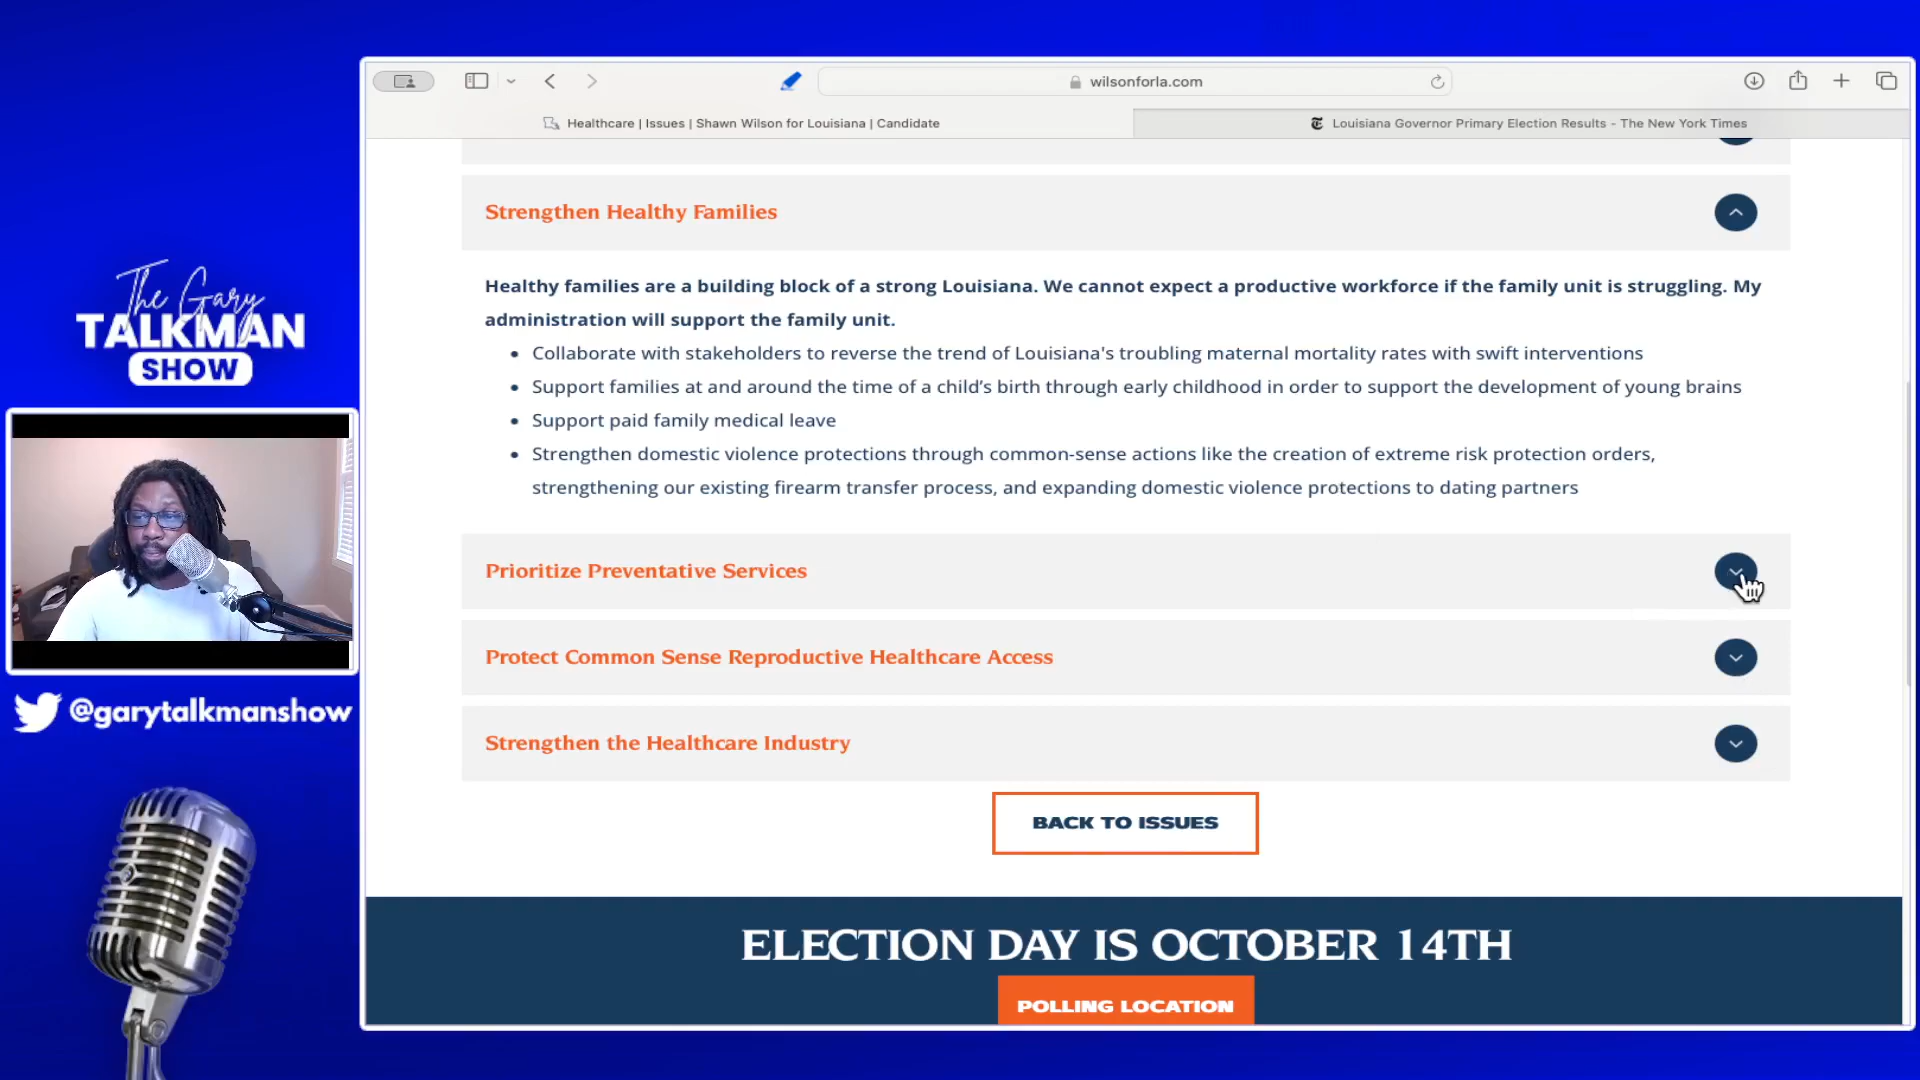 wilsonforla.com
Healthcare | Issues | Shawn Wilson for Louisiana | Candidate
Louisiana Governor Primary Election Results - The New York Times
Strengthen Healthy Families
Healthy families are a building block of a strong Louisiana. We cannot expect a productive workforce if the family unit is struggling. My
administration will support the family unit.
• Collaborate with stakeholders to reverse the trend of Louisiana's troubling maternal mortality rates with swift interventions
• Support families at and around the time of a child’s birth through early childhood in order to support the development of young brains
• Support paid family medical leave
• Strengthen domestic violence protections through common-sense actions like the creation of extreme risk protection orders,
strengthening our existing firearm transfer process, and expanding domestic violence protections to dating partners
Prioritize Preventative Services
Protect Common Sense Reproductive Healthcare Access
Strengthen the Healthcare Industry
BACK TO ISSUES
ELECTION DAY IS OCTOBER 14TH
POLLING LOCATION
The Gary
TALKMAN
SHOW
@garytalkmanshow